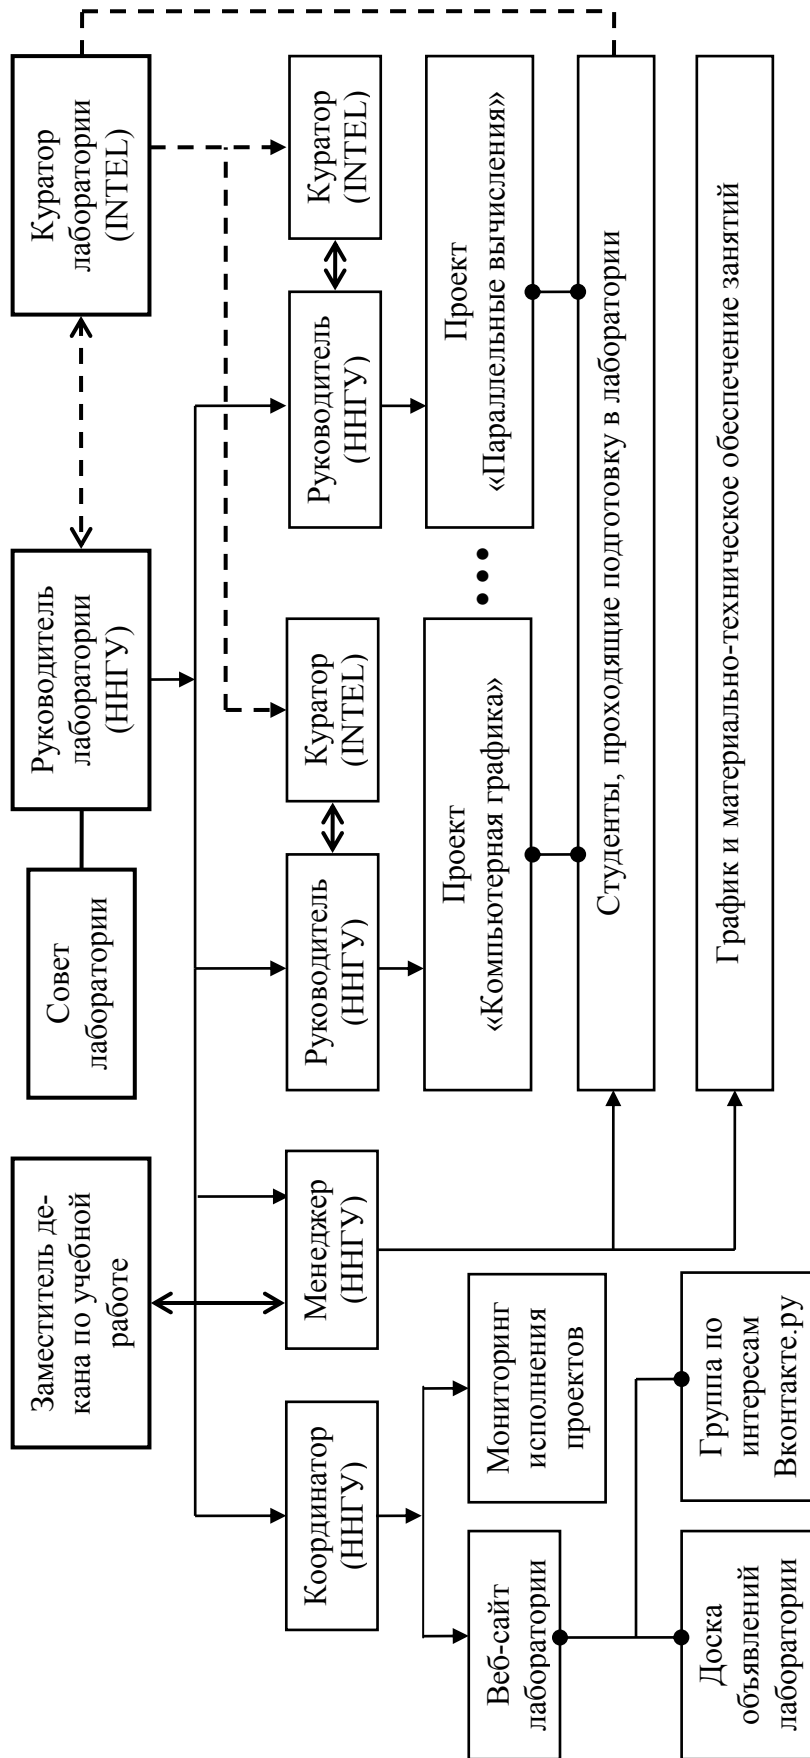 Заместитель де-
кана по учебной
работе
Совет
лаборатории
Руководитель
лаборатории
(ННГУ)
Куратор
лаборатории
(INTEL)
Координатор
(ННГУ)
Менеджер
(ННГУ)
Руководитель
(ННГУ)
Куратор
(INTEL)
Руководитель
(ННГУ)
Куратор
(INTEL)
Веб-сайт
лаборатории
Мониторинг
исполнения
проектов
Проект
«Компьютерная графика»
Проект
«Параллельные вычисления»
Студенты, проходящие подготовку в лаборатории
Доска
объявлений
лаборатории
Группа по
интересам
Вконтакте.ру
График и материально-техническое обеспечение занятий